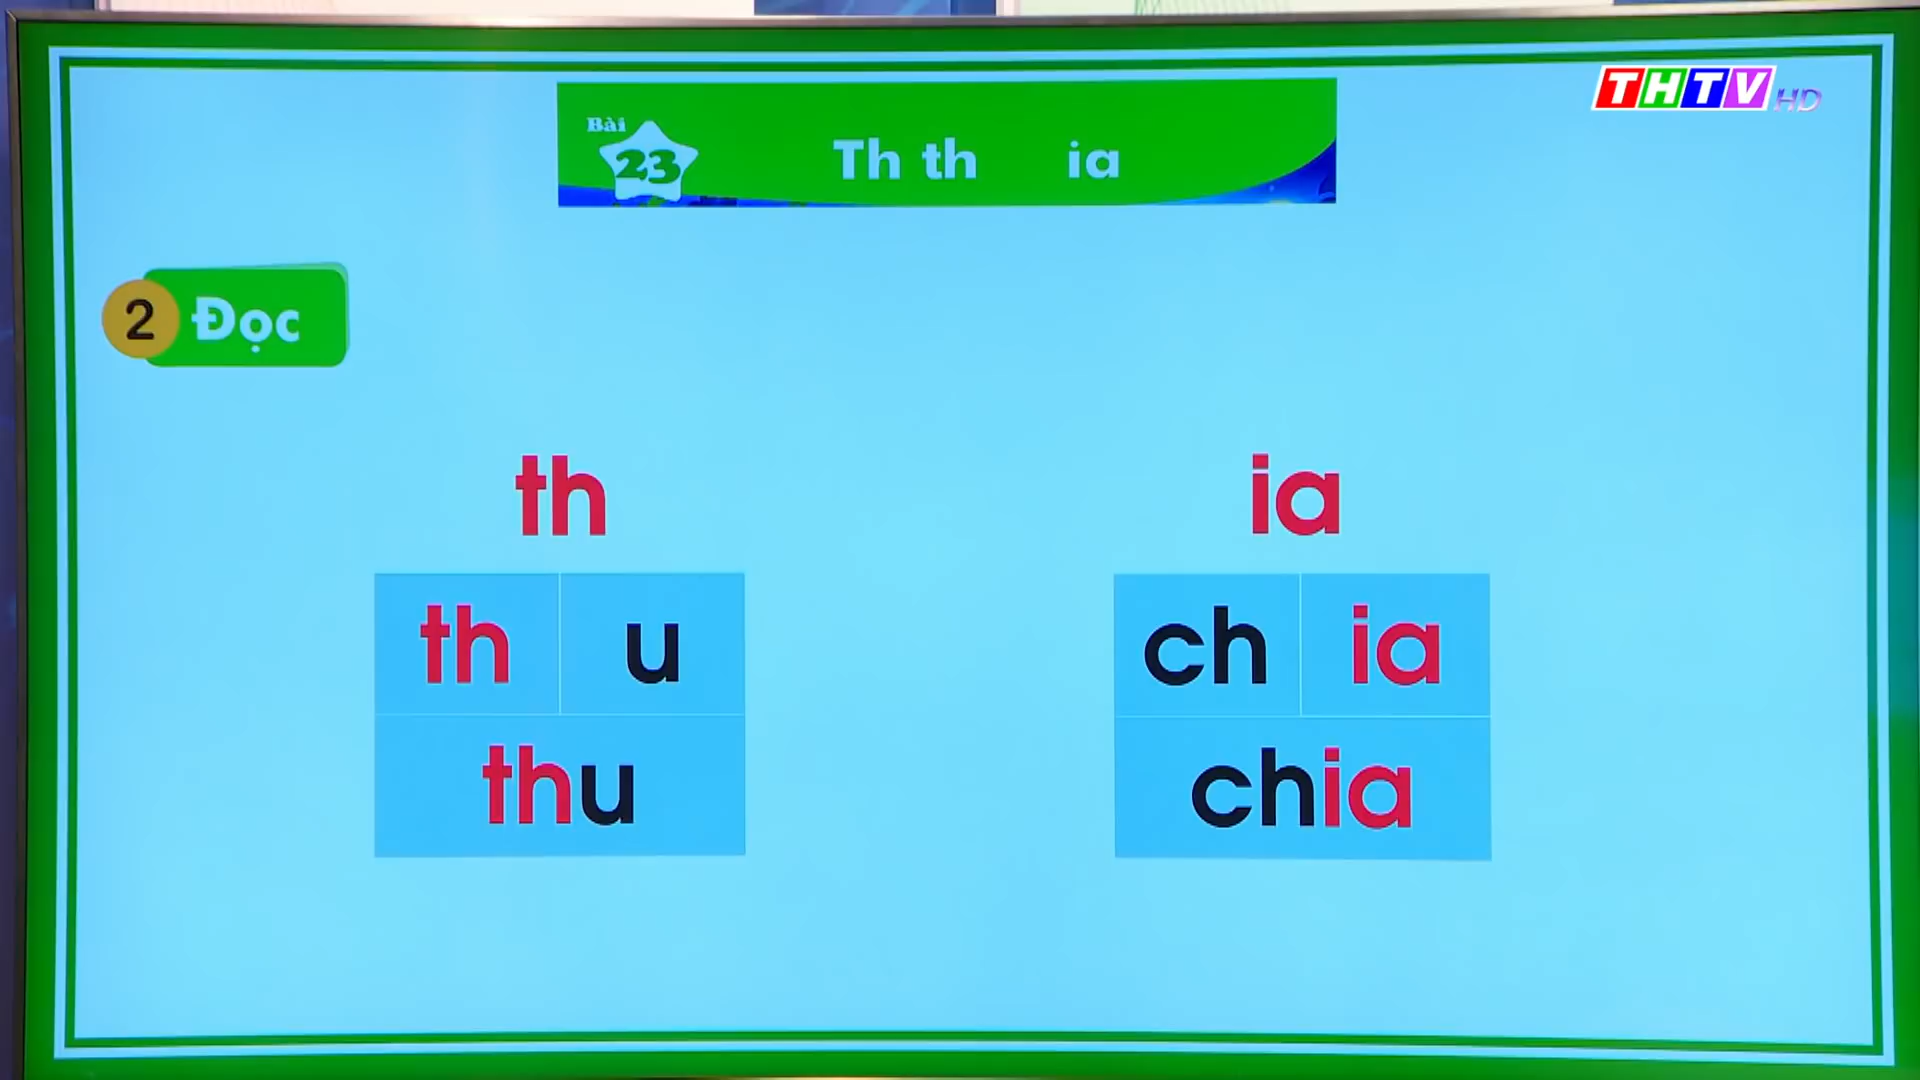 THTV HD
Bài
23
Th th ia
2 Đọc
th
th u
thu
ia
ch ia
chia